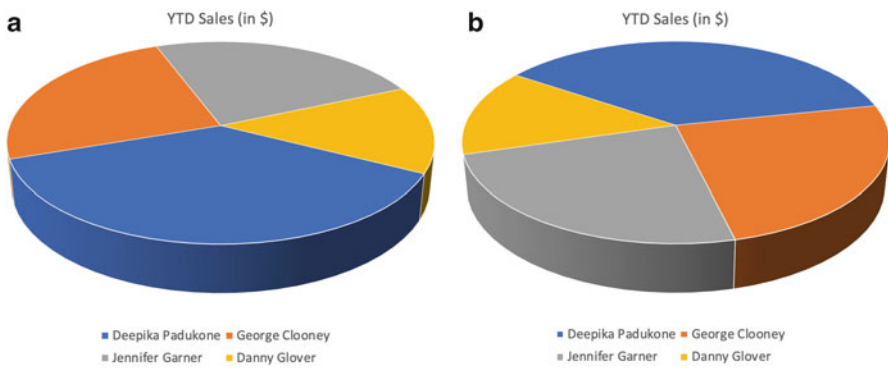 a
YTD Sales (in $)
Deepika Padukone George Clooney
Jennifer Garner Danny Glover
b
YTD Sales (in $)
Deepika Padukone George Clooney
Jennifer Garner Danny Glover